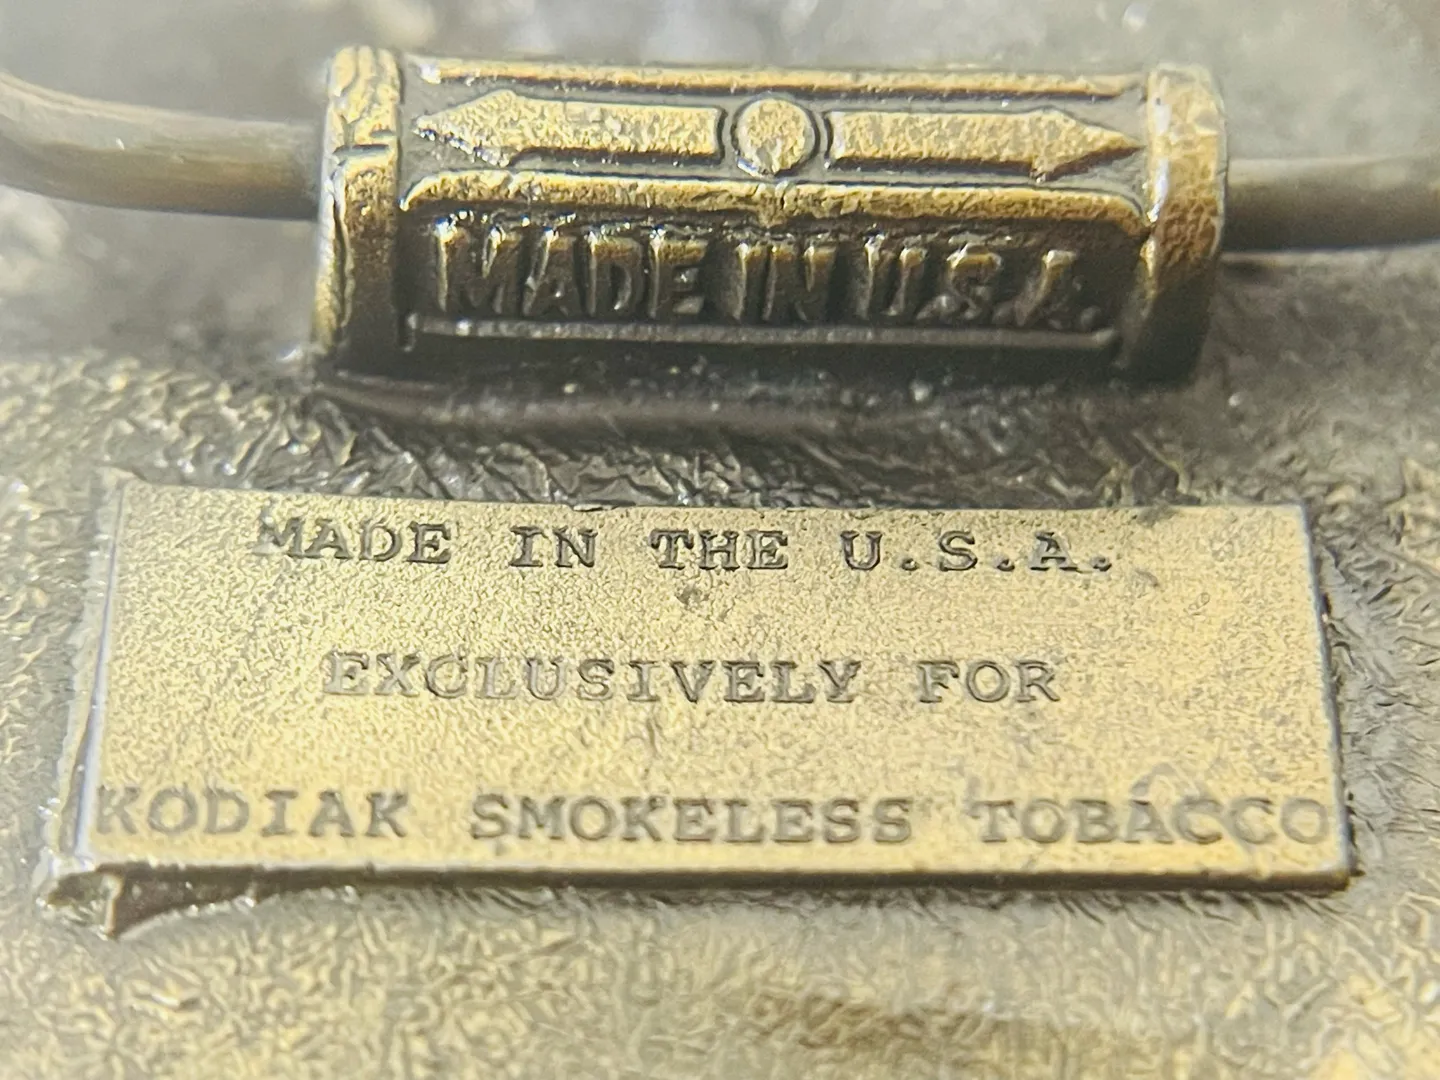 MADE IN U.S.A.
MADE IN THE U.S.A.
EXCLUSIVELY FOR
KODIAK SMOKELESS TOBACCO